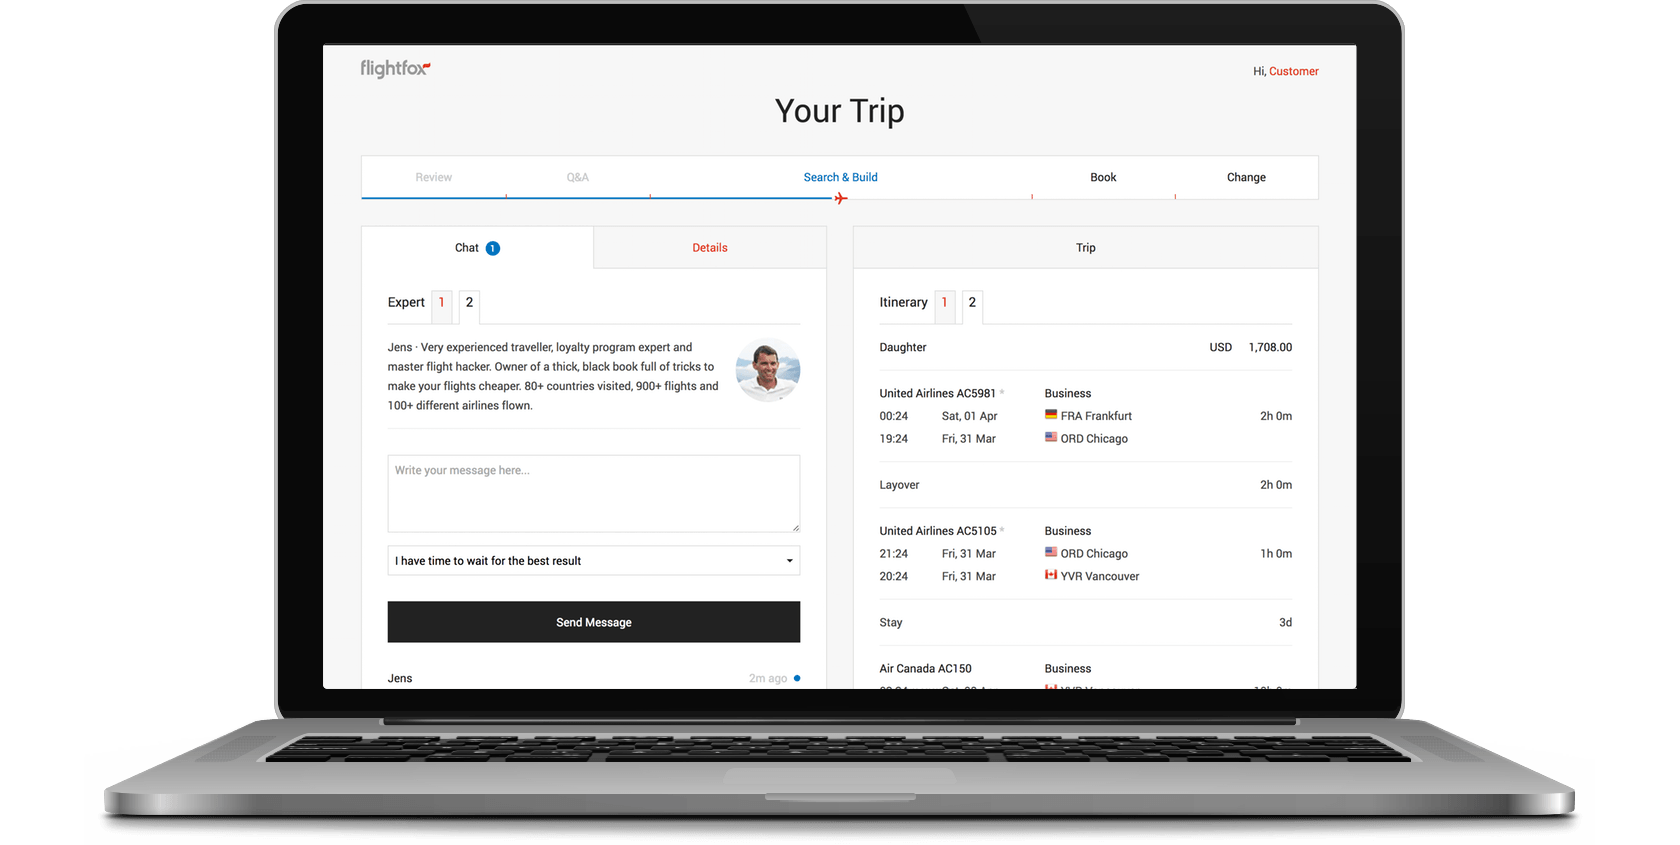 flightfox
Hi, Customer
Your Trip
Review
Q&A
Search & Build
Book
Change
Chat 1
Details
Expert 1 2
Jens · Very experienced traveller, loyalty program expert and
master flight hacker. Owner of a thick, black book full of tricks to
make your flights cheaper. 80+ countries visited, 900+ flights and
100+ different airlines flown.
Write your message here...
I have time to wait for the best result
Send Message
Jens 2m ago
Trip
Itinerary 1 2
Daughter USD 1,708.00
United Airlines AC5981 * Business
00:24 Sat, 01 Apr FRA Frankfurt 2h 0m
19:24 Fri, 31 Mar ORD Chicago
Layover 2h 0m
United Airlines AC5105 * Business
21:24 Fri, 31 Mar ORD Chicago 1h 0m
20:24 Fri, 31 Mar YVR Vancouver
Stay 3d
Air Canada AC150 Business